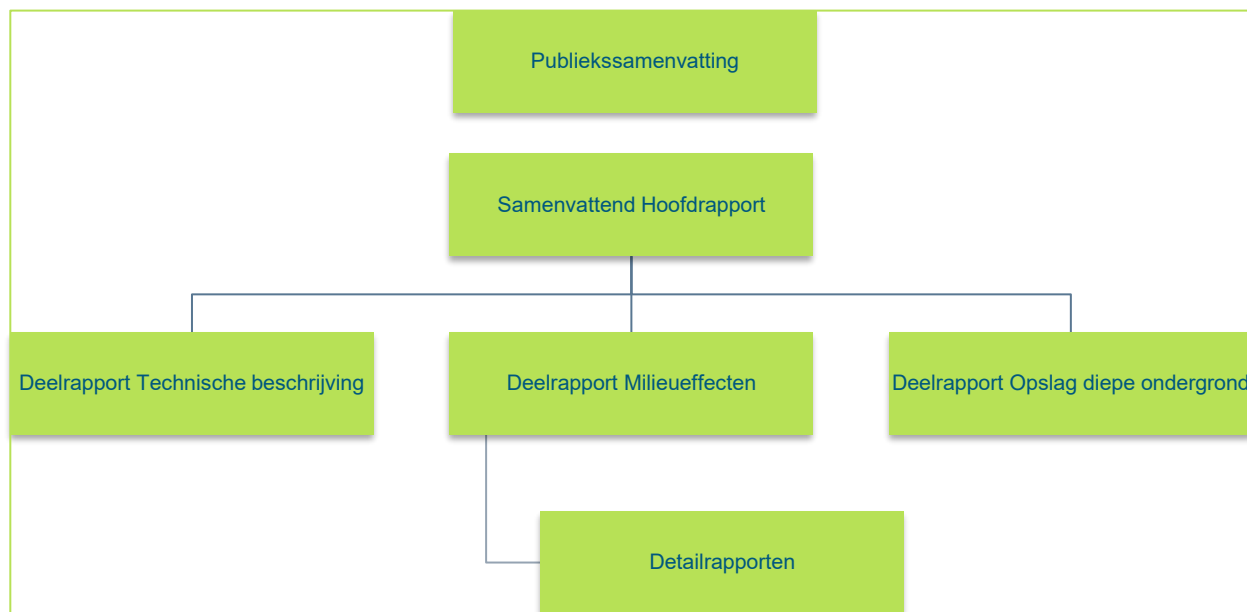 Publiekssamenvatting
Samenvattend Hoofdrapport
Deelrapport Technische beschrijving
Deelrapport Milieueffecten
Deelrapport Opslag diepe ondergrond
Detailrapporten